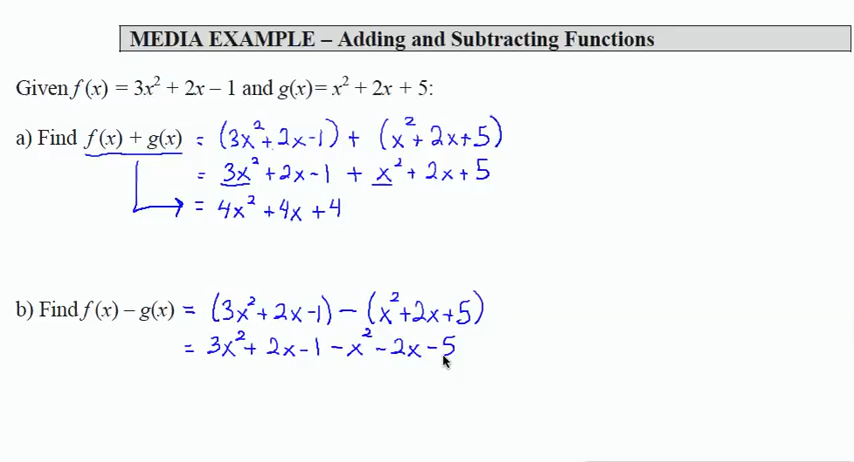 MEDIA EXAMPLE – Adding and Subtracting Functions
Given f (x) = 3x² + 2x – 1 and g(x)= x² + 2x + 5:
a) Find f (x) + g(x) = (3x²+2x-1) + (x²+2x+5)
= 3x²+2x-1 + x²+2x+5
= 4x²+4x+4
b) Find f (x) – g(x) = (3x²+2x-1) - (x²+2x+5)
= 3x²+2x-1-x²-2x-5